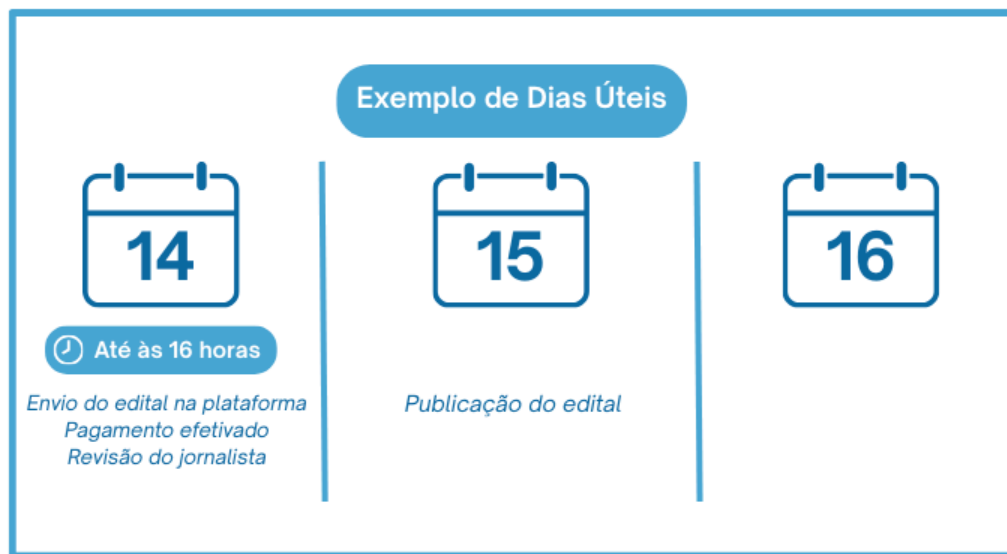 Exemplo de Dias Úteis
14
Até às 16 horas
Envio do edital na plataforma
Pagamento efetivado
Revisão do jornalista
15
Publicação do edital
16